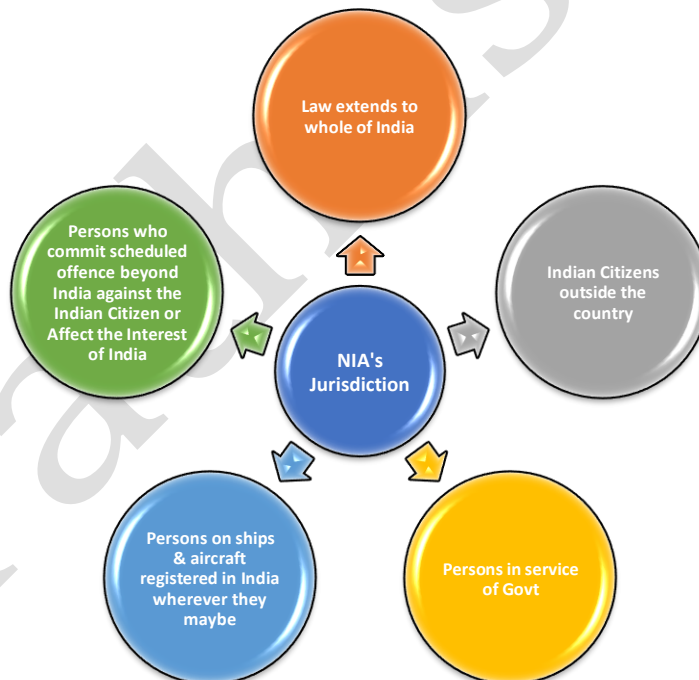 Law extends to
whole of India
Persons who
commit scheduled
offence beyond
India against the
Indian Citizen or
Affect the Interest
of India
Indian Citizens
outside the
country
NIA's
Jurisdiction
Persons on ships
& aircraft
registered in India
wherever they
maybe
Persons in service
of Govt